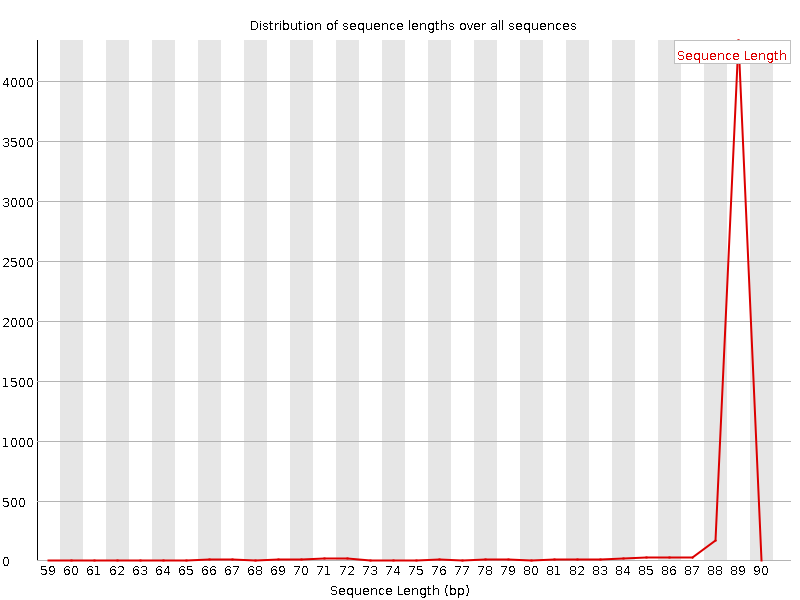 Distribution of sequence lengths over all sequences
Sequence Length
4000
3500
3000
2500
2000
1500
1000
500
0
59 60 61 62 63 64 65 66 67 68 69 70 71 72 73 74 75 76 77 78 79 80 81 82 83 84 85 86 87 88 89 90
Sequence Length (bp)